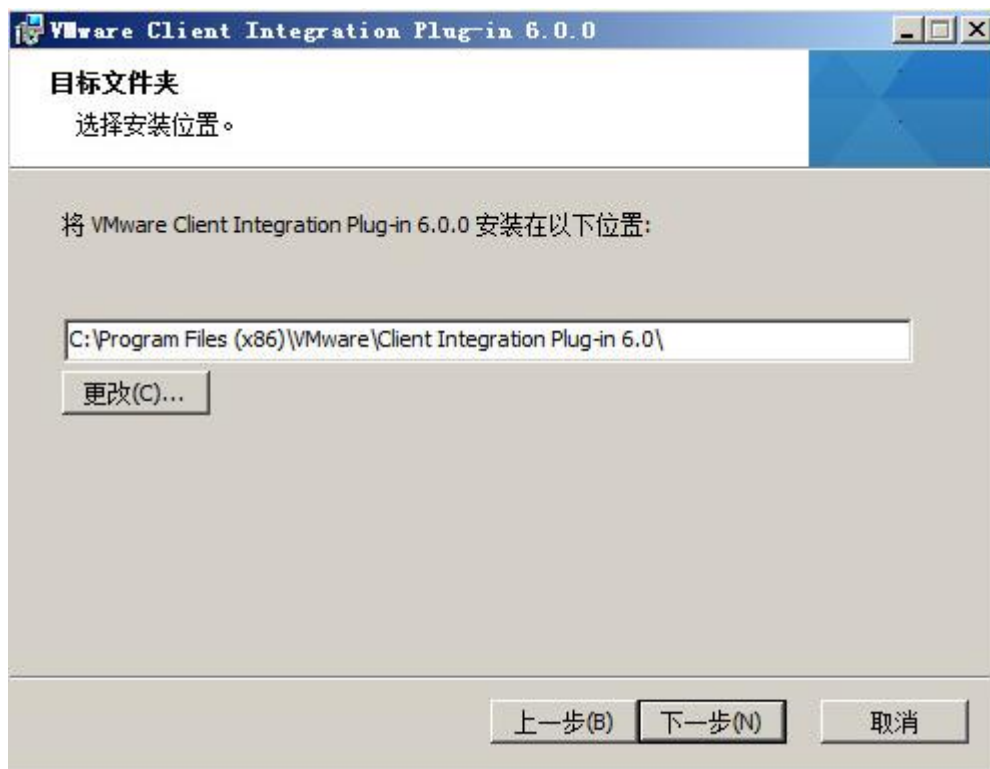 VMware Client Integration Plug-in 6.0.0
目标文件夹
选择安装位置。
将 VMware Client Integration Plug-in 6.0.0 安装在以下位置:
C:\Program Files (x86)\VMware\Client Integration Plug-in 6.0\
更改(C)...
上一步(B) 下一步(N) 取消